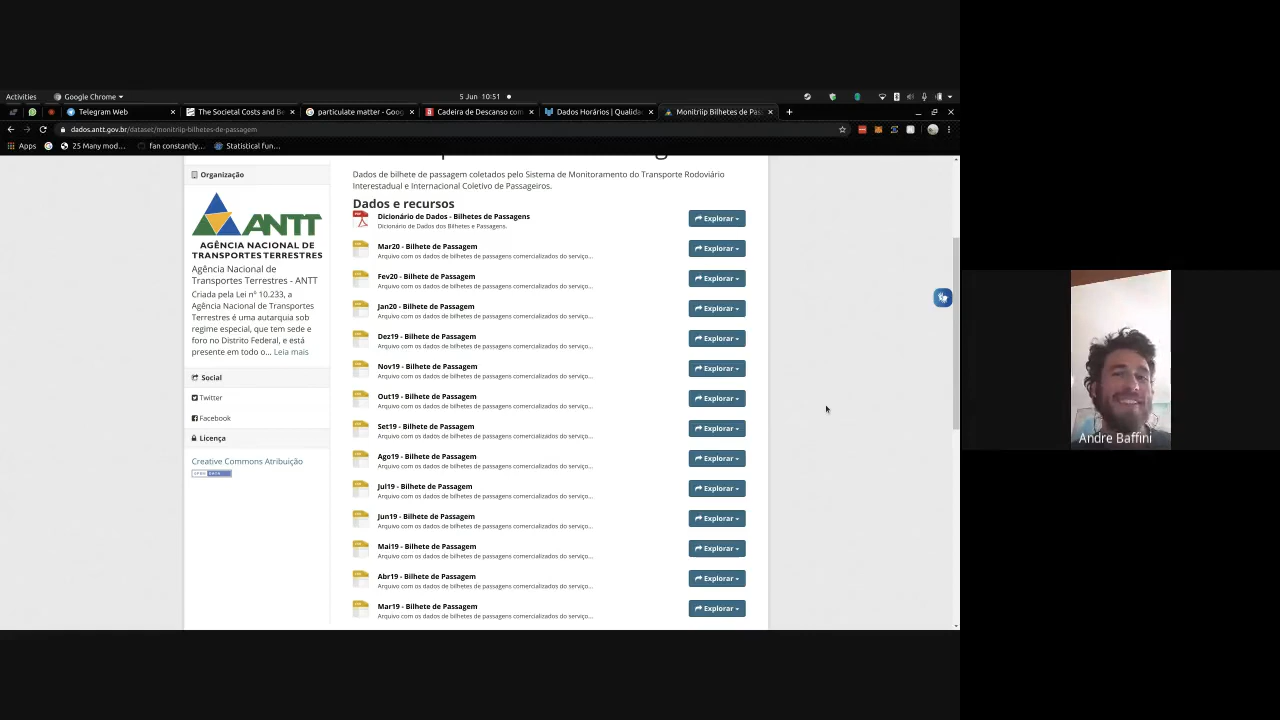 Activities
Google Chrome
5 Jun 10:51
Telegram Web
The Societal Costs and Be
particulate matter - Goog
Cadeira de Descanso com
Dados Horários | Qualida
Monitriip Bilhetes de Pas
dados.antt.gov.br/dataset/monitriip-bilhetes-de-passagem
Apps
25 Many mod...
fan constantly...
Statistical fun...
Organização
ANTT
AGÊNCIA NACIONAL DE
TRANSPORTES TERRESTRES
Agência Nacional de
Transportes Terrestres - ANTT
Criada pela Lei nº 10.233, a
Agência Nacional de Transportes
Terrestres é uma autarquia sob
regime especial, que tem sede e
foro no Distrito Federal, e está
presente em todo o... Leia mais
Social
Twitter
Facebook
Licença
Creative Commons Atribuição
OPEN DATA
Dados de bilhete de passagem coletados pelo Sistema de Monitoramento do Transporte Rodoviário
Interestadual e Internacional Coletivo de Passageiros.
Dados e recursos
Dicionário de Dados - Bilhetes de Passagens
Dicionário de Dados dos Bilhetes e Passagens.
Explorar
Mar20 - Bilhete de Passagem
Arquivo com os dados de bilhetes de passagens comercializados do serviço...
Explorar
Fev20 - Bilhete de Passagem
Arquivo com os dados de bilhetes de passagens comercializados do serviço...
Explorar
Jan20 - Bilhete de Passagem
Arquivo com os dados de bilhetes de passagens comercializados do serviço...
Explorar
Dez19 - Bilhete de Passagem
Arquivo com os dados de bilhetes de passagens comercializados do serviço...
Explorar
Nov19 - Bilhete de Passagem
Arquivo com os dados de bilhetes de passagens comercializados do serviço...
Explorar
Out19 - Bilhete de Passagem
Arquivo com os dados de bilhetes de passagens comercializados do serviço...
Explorar
Set19 - Bilhete de Passagem
Arquivo com os dados de bilhetes de passagens comercializados do serviço...
Explorar
Ago19 - Bilhete de Passagem
Arquivo com os dados de bilhetes de passagens comercializados do serviço...
Explorar
Jul19 - Bilhete de Passagem
Arquivo com os dados de bilhetes de passagens comercializados do serviço...
Explorar
Jun19 - Bilhete de Passagem
Arquivo com os dados de bilhetes de passagens comercializados do serviço...
Explorar
Mai19 - Bilhete de Passagem
Arquivo com os dados de bilhetes de passagens comercializados do serviço...
Explorar
Abr19 - Bilhete de Passagem
Arquivo com os dados de bilhetes de passagens comercializados do serviço...
Explorar
Mar19 - Bilhete de Passagem
Arquivo com os dados de bilhetes de passagens comercializados do serviço...
Explorar
Andre Baffini